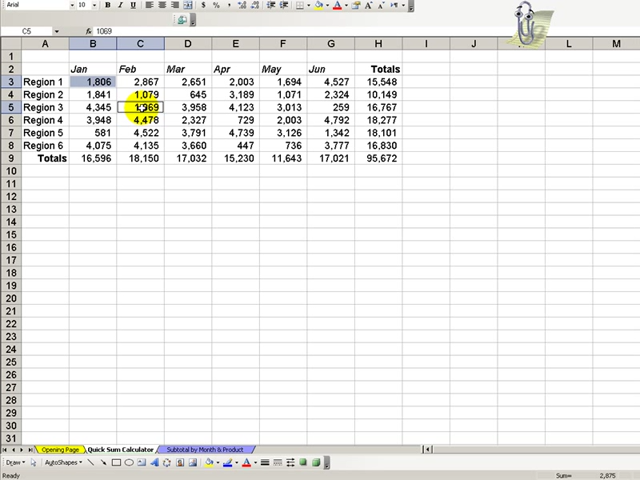 Arial 10 B I U
C5 fx 1069
A B C D E F G H I J K L M
1
2 Jan Feb Mar Apr May Jun Totals
3 Region 1 1,806 2,867 2,651 2,003 1,694 4,527 15,548
4 Region 2 1,841 1,079 645 3,189 1,071 2,324 10,149
5 Region 3 4,345 1,069 3,958 4,123 3,013 259 16,767
6 Region 4 3,948 4,478 2,327 729 2,003 4,792 18,277
7 Region 5 581 4,522 3,791 4,739 3,126 1,342 18,101
8 Region 6 4,075 4,135 3,660 447 736 3,777 16,830
9 Totals 16,596 18,150 17,032 15,230 11,643 17,021 95,672
10
11
12
13
14
15
16
17
18
19
20
21
22
23
24
25
26
27
28
29
30
31
Opening Page Quick Sum Calculator Subtotal by Month & Product
Draw AutoShapes
Ready Sum= 2,875